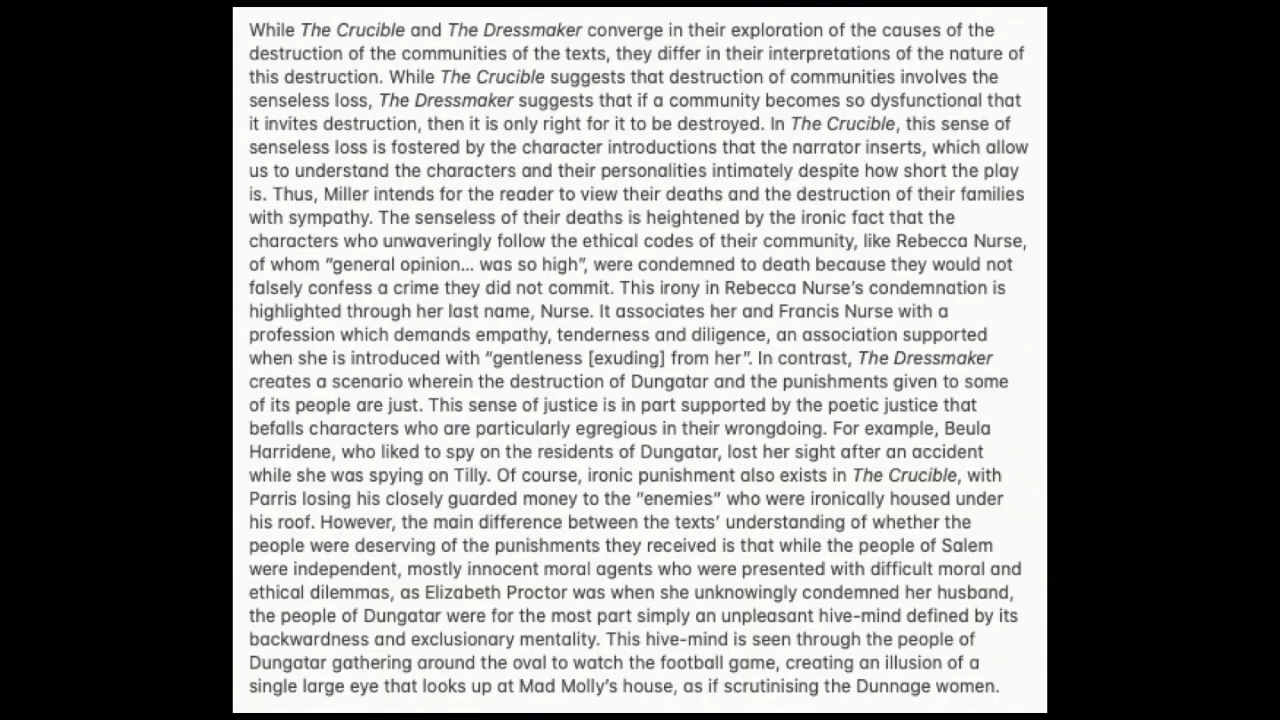 While The Crucible and The Dressmaker converge in their exploration of the causes of the
destruction of the communities of the texts, they differ in their interpretations of the nature of
this destruction. While The Crucible suggests that destruction of communities involves the
senseless loss, The Dressmaker suggests that if a community becomes so dysfunctional that
it invites destruction, then it is only right for it to be destroyed. In The Crucible, this sense of
senseless loss is fostered by the character introductions that the narrator inserts, which allow
us to understand the characters and their personalities intimately despite how short the play
is. Thus, Miller intends for the reader to view their deaths and the destruction of their families
with sympathy. The senseless of their deaths is heightened by the ironic fact that the
characters who unwaveringly follow the ethical codes of their community, like Rebecca Nurse,
of whom “general opinion... was so high”, were condemned to death because they would not
falsely confess a crime they did not commit. This irony in Rebecca Nurse’s condemnation is
highlighted through her last name, Nurse. It associates her and Francis Nurse with a
profession which demands empathy, tenderness and diligence, an association supported
when she is introduced with “gentleness [exuding] from her”. In contrast, The Dressmaker
creates a scenario wherein the destruction of Dungatar and the punishments given to some
of its people are just. This sense of justice is in part supported by the poetic justice that
befalls characters who are particularly egregious in their wrongdoing. For example, Beula
Harridene, who liked to spy on the residents of Dungatar, lost her sight after an accident
while she was spying on Tilly. Of course, ironic punishment also exists in The Crucible, with
Parris losing his closely guarded money to the “enemies” who were ironically housed under
his roof. However, the main difference between the texts’ understanding of whether the
people were deserving of the punishments they received is that while the people of Salem
were independent, mostly innocent moral agents who were presented with difficult moral and
ethical dilemmas, as Elizabeth Proctor was when she unknowingly condemned her husband,
the people of Dungatar were for the most part simply an unpleasant hive-mind defined by its
backwardness and exclusionary mentality. This hive-mind is seen through the people of
Dungatar gathering around the oval to watch the football game, creating an illusion of a
single large eye that looks up at Mad Molly’s house, as if scrutinising the Dunnage women.